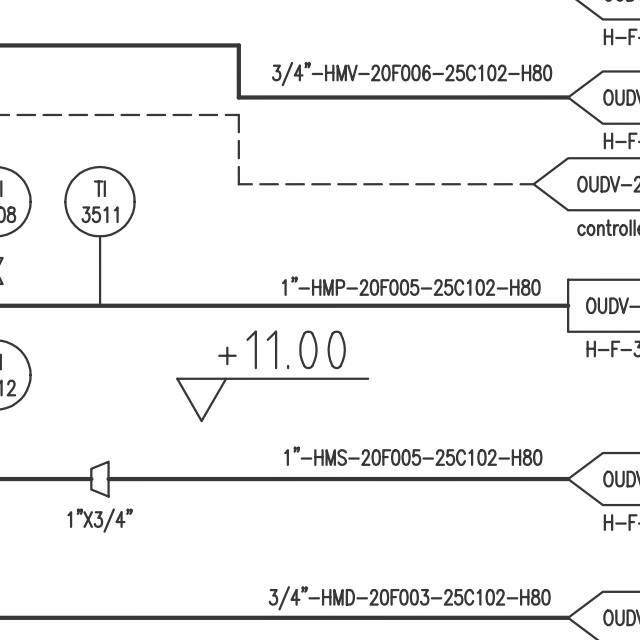 H-F-
3/4"-HMV-20F006-25C102-H80
OUDV
H-F-
TI
3511
08
OUDV-2
controlle
1"-HMP-20F005-25C102-H80
OUDV-
H-F-3
12
+11.00
1"-HMS-20F005-25C102-H80
OUDV
1"X3/4"
H-F-
3/4"-HMD-20F003-25C102-H80
OUDV